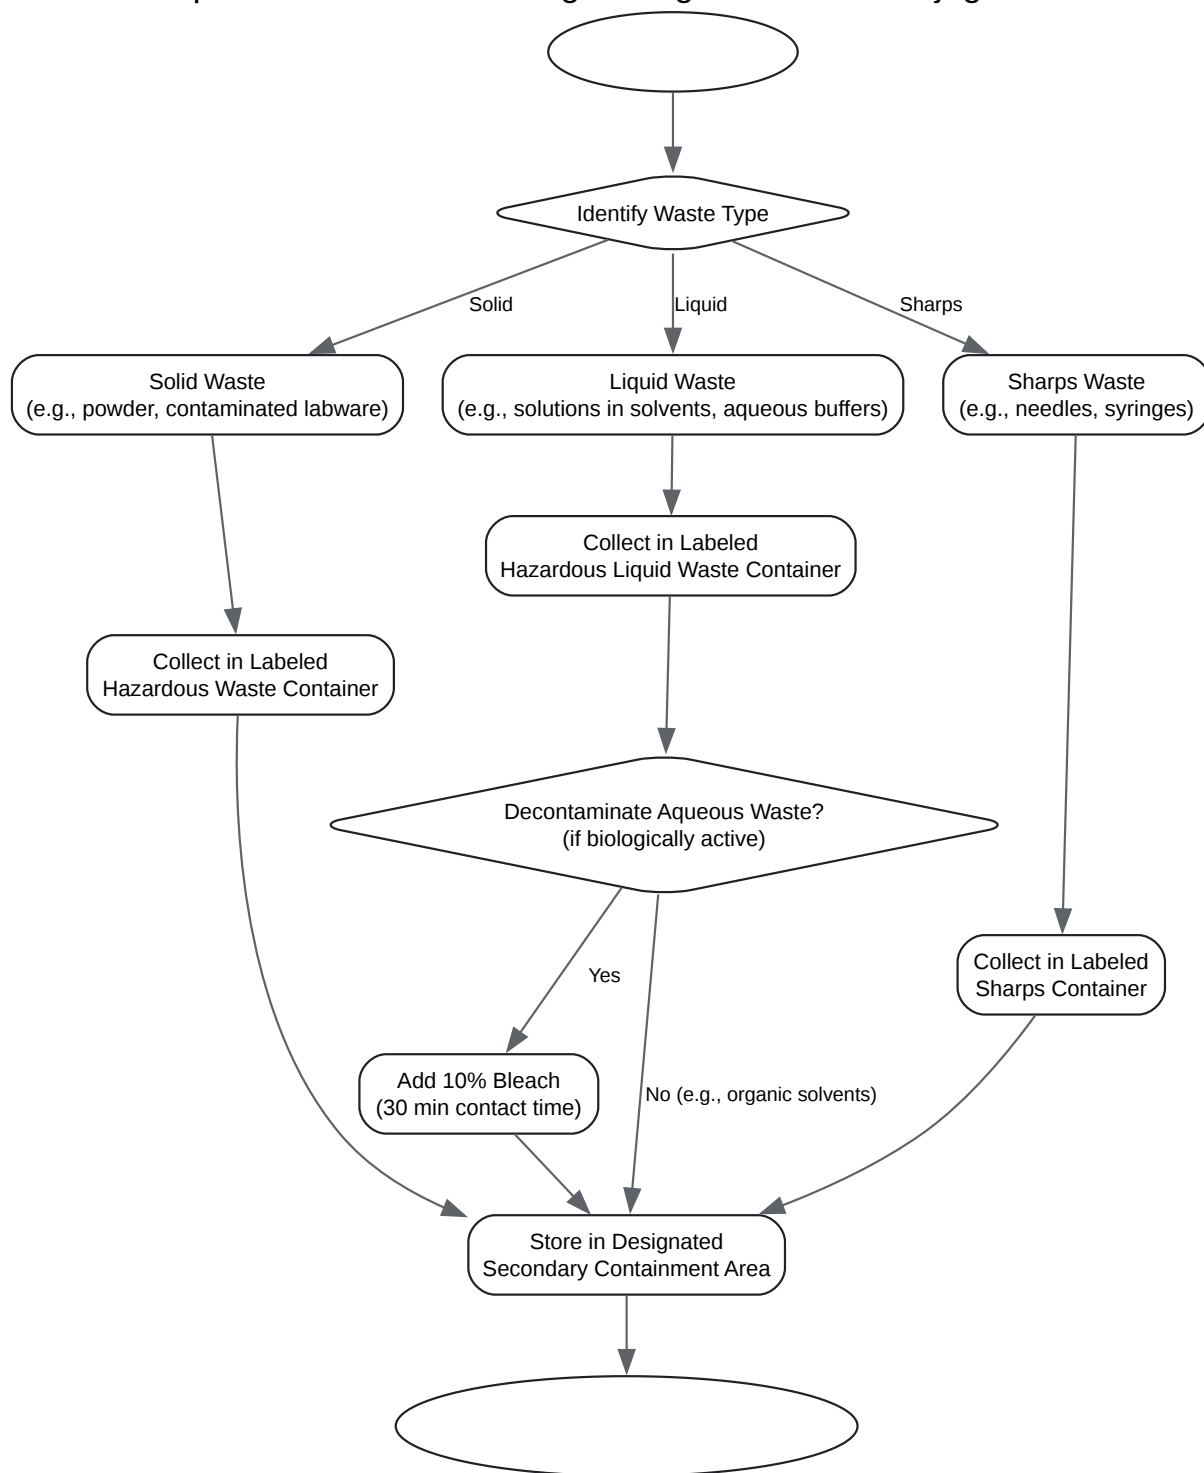 Identify Waste Type
Solid
Liquid
Sharps
Solid Waste
(e.g., powder, contaminated labware)
Liquid Waste
(e.g., solutions in solvents, aqueous buffers)
Sharps Waste
(e.g., needles, syringes)
Collect in Labeled
Hazardous Liquid Waste Container
Collect in Labeled
Hazardous Waste Container
Decontaminate Aqueous Waste?
(if biologically active)
Yes
Collect in Labeled
Sharps Container
Add 10% Bleach
(30 min contact time)
No (e.g., organic solvents)
Store in Designated
Secondary Containment Area